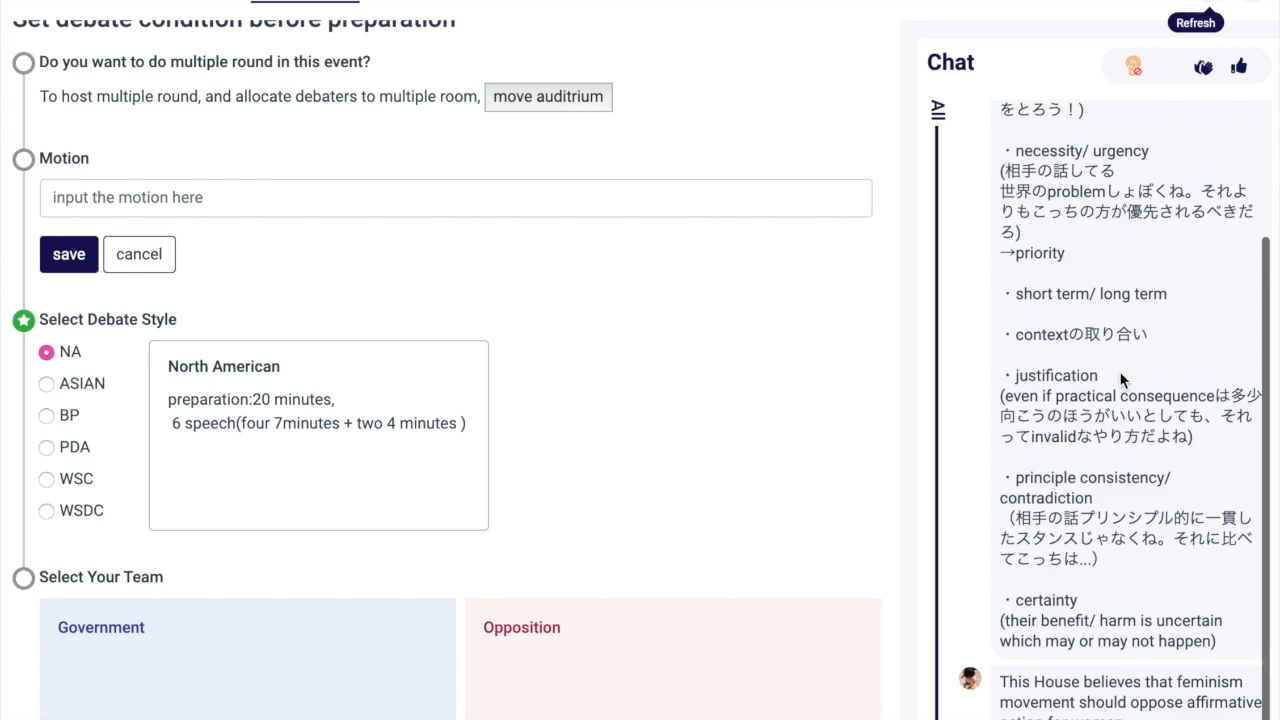 Set debate condition before preparation
Do you want to do multiple round in this event?
To host multiple round, and allocate debaters to multiple room, move auditrium
Motion
input the motion here
save cancel
Select Debate Style
NA
ASIAN
BP
PDA
WSC
WSDC
North American
preparation:20 minutes,
6 speech(four 7minutes + two 4 minutes )
Select Your Team
Government
Opposition
Refresh
Chat
All
をとろう！)
・necessity/ urgency
(相手の話してる
世界のproblemしょぼくね。それよ
りもこっちの方が優先されるべきだ
ろ)
→priority
・short term/ long term
・contextの取り合い
・justification
(even if practical consequenceは多少
向こうのほうがいいとしても、それ
ってinvalidなやり方だよね)
・principle consistency/
contradiction
（相手の話プリンシプル的に一貫し
たスタンスじゃなくね。それに比べ
てこっちは...）
・certainty
(their benefit/ harm is uncertain
which may or may not happen)
This House believes that feminism
movement should oppose affirmative